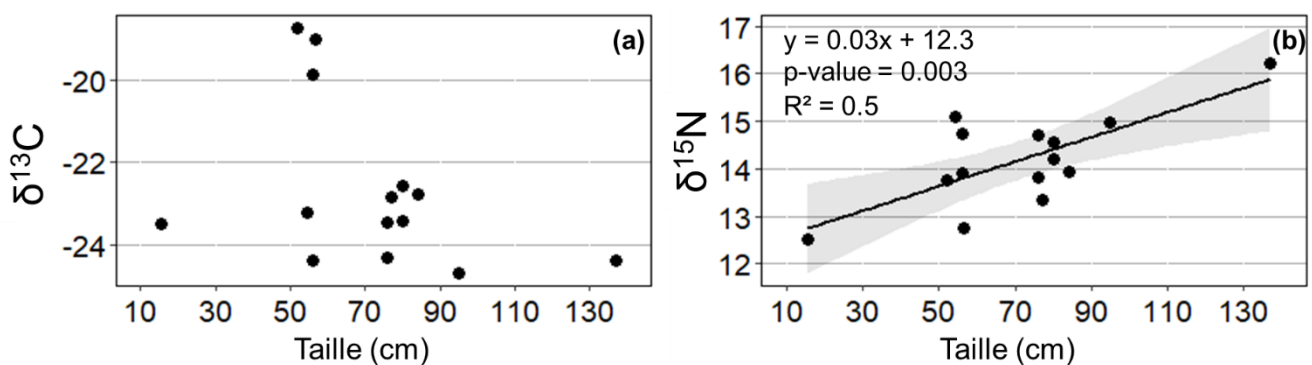 (a)
δ13C
-20
-22
-24
10 30 50 70 90 110 130
Taille (cm)
(b)
y = 0.03x + 12.3
p-value = 0.003
R² = 0.5
δ15N
17
16
15
14
13
12
10 30 50 70 90 110 130
Taille (cm)